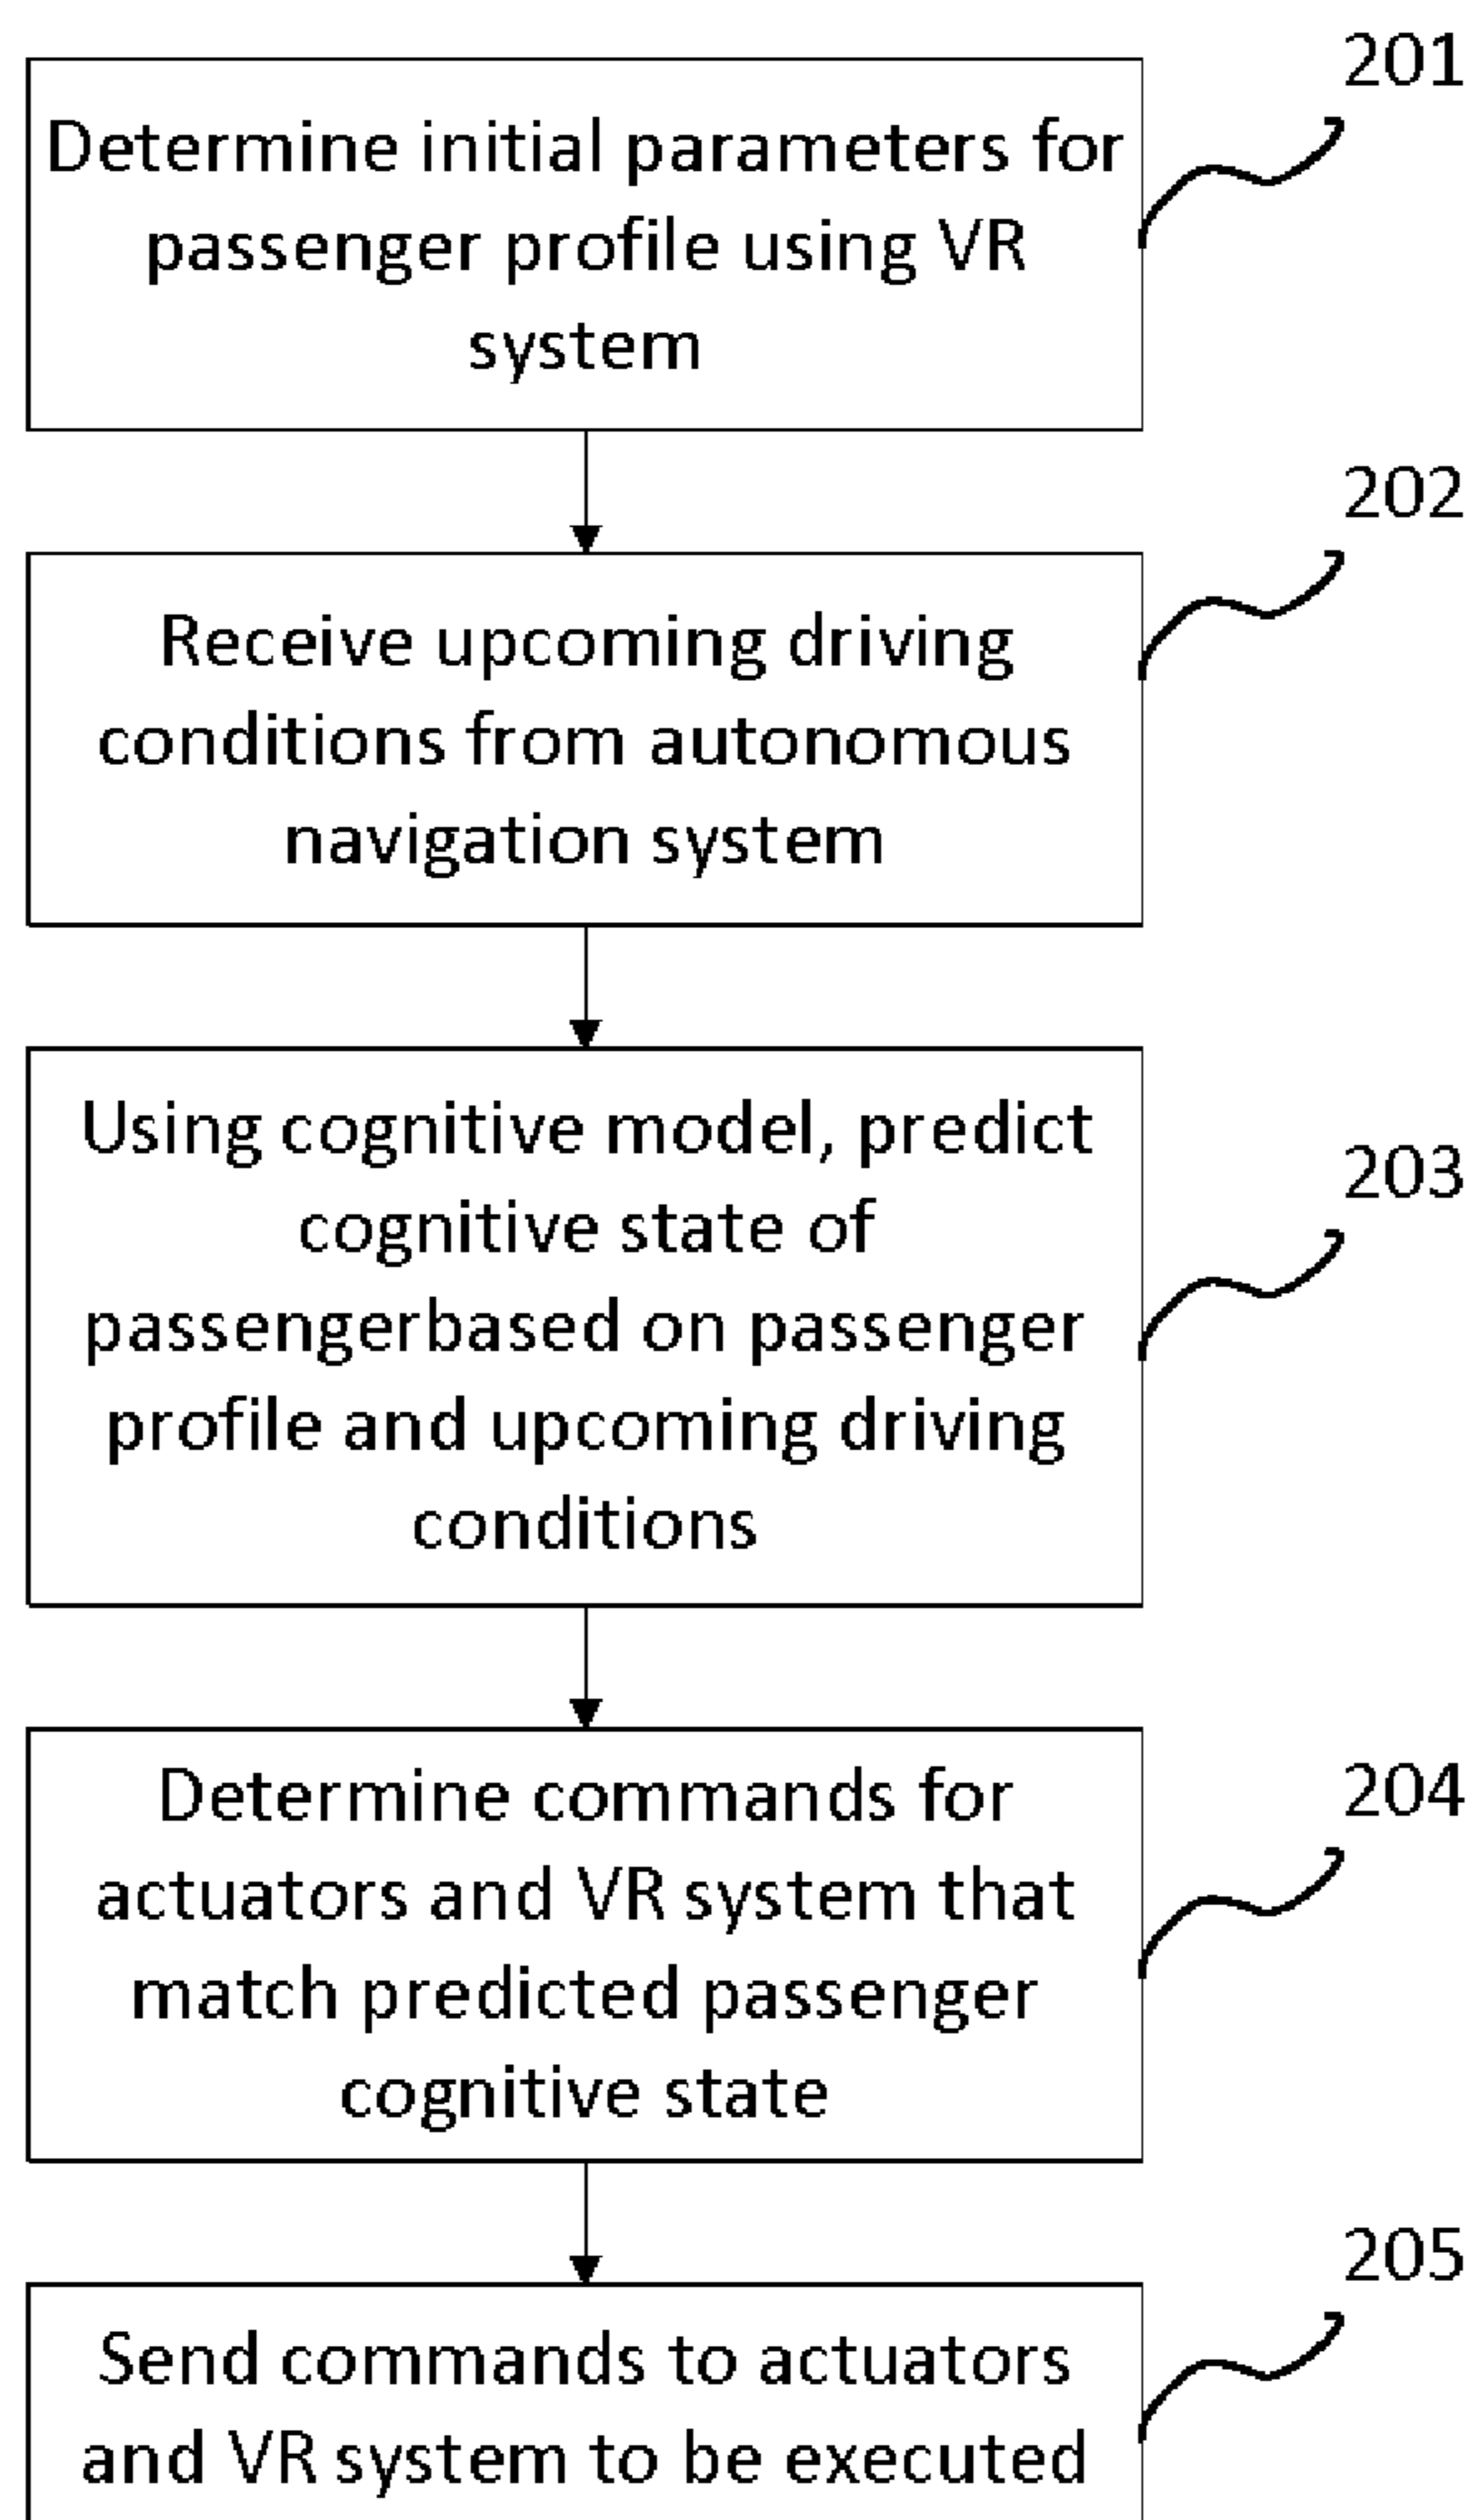 201
Determine initial parameters for
passenger profile using VR
system
202
Receive upcoming driving
conditions from autonomous
navigation system
203
Using cognitive model, predict
cognitive state of
passengerbased on passenger
profile and upcoming driving
conditions
204
Determine commands for
actuators and VR system that
match predicted passenger
cognitive state
205
Send commands to actuators
and VR system to be executed